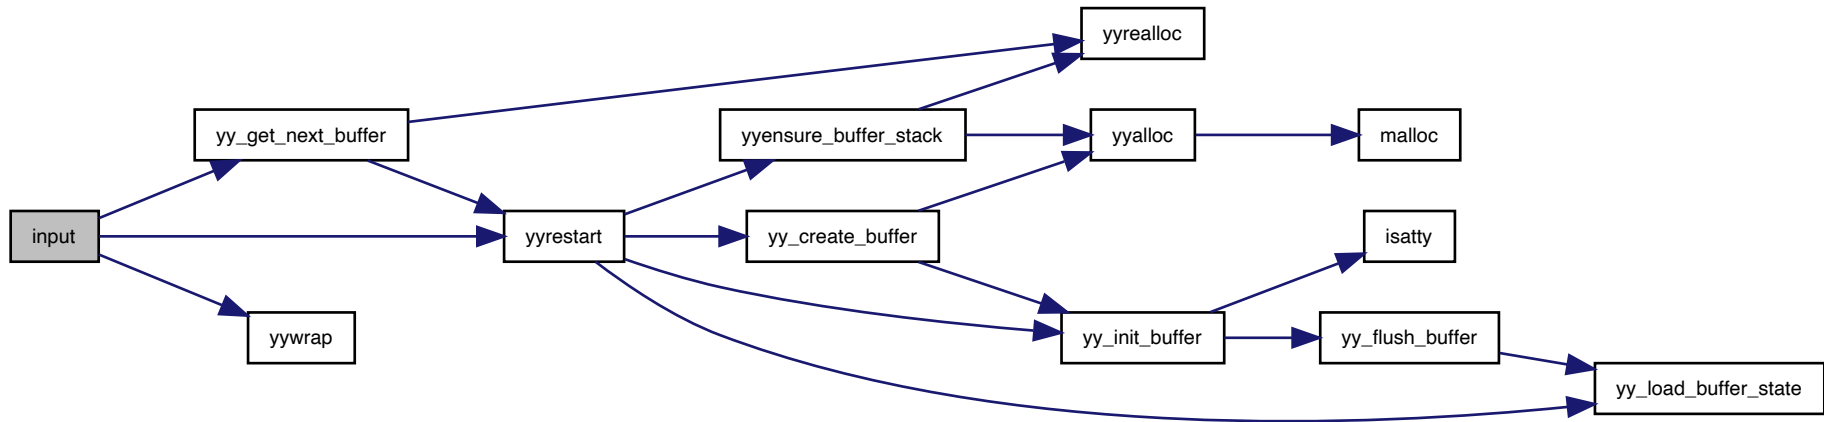 yyrealloc
yy_get_next_buffer
yyensure_buffer_stack
yyalloc
malloc
input
yyrestart
yy_create_buffer
isatty
yywrap
yy_init_buffer
yy_flush_buffer
yy_load_buffer_state